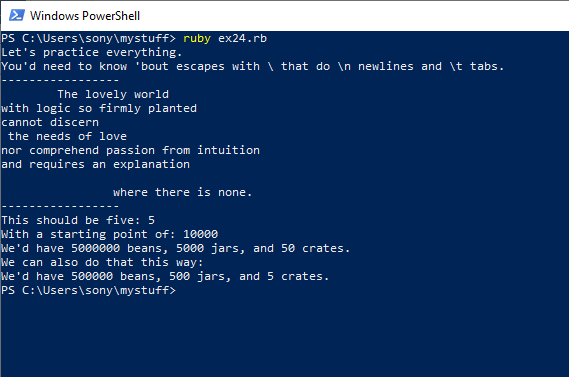 Windows PowerShell
PS C:\Users\sony\mystuff> ruby ex24.rb
Let's practice everything.
You'd need to know 'bout escapes with \ that do \n newlines and \t tabs.
-----------------
        The lovely world
with logic so firmly planted
cannot discern
 the needs of love
nor comprehend passion from intuition
and requires an explanation

                where there is none.
-----------------
This should be five: 5
With a starting point of: 10000
We'd have 5000000 beans, 5000 jars, and 50 crates.
We can also do that this way:
We'd have 500000 beans, 500 jars, and 5 crates.
PS C:\Users\sony\mystuff>